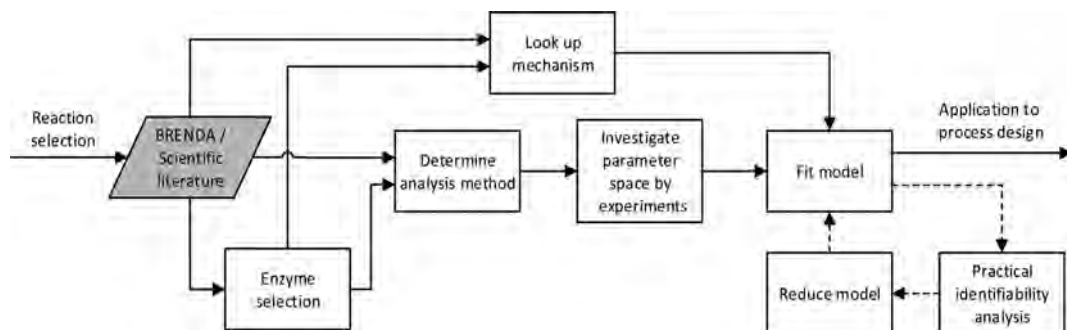 Look up
mechanism
Reaction
selection
BRENDA /
Scientific
literature
Determine
analysis method
Investigate
parameter
space by
experiments
Fit model
Application to
process design
Enzyme
selection
Reduce model
Practical
identifiability
analysis